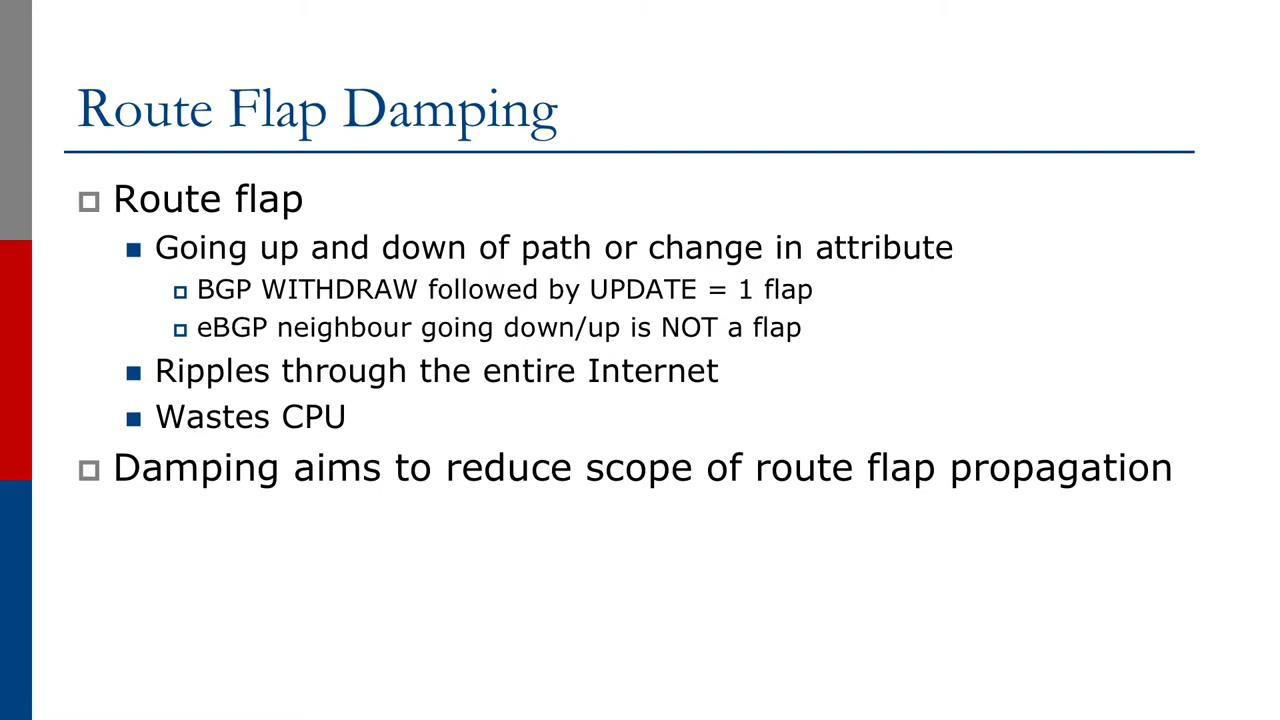 Route Flap Damping
Route flap
Going up and down of path or change in attribute
BGP WITHDRAW followed by UPDATE = 1 flap
eBGP neighbour going down/up is NOT a flap
Ripples through the entire Internet
Wastes CPU
Damping aims to reduce scope of route flap propagation